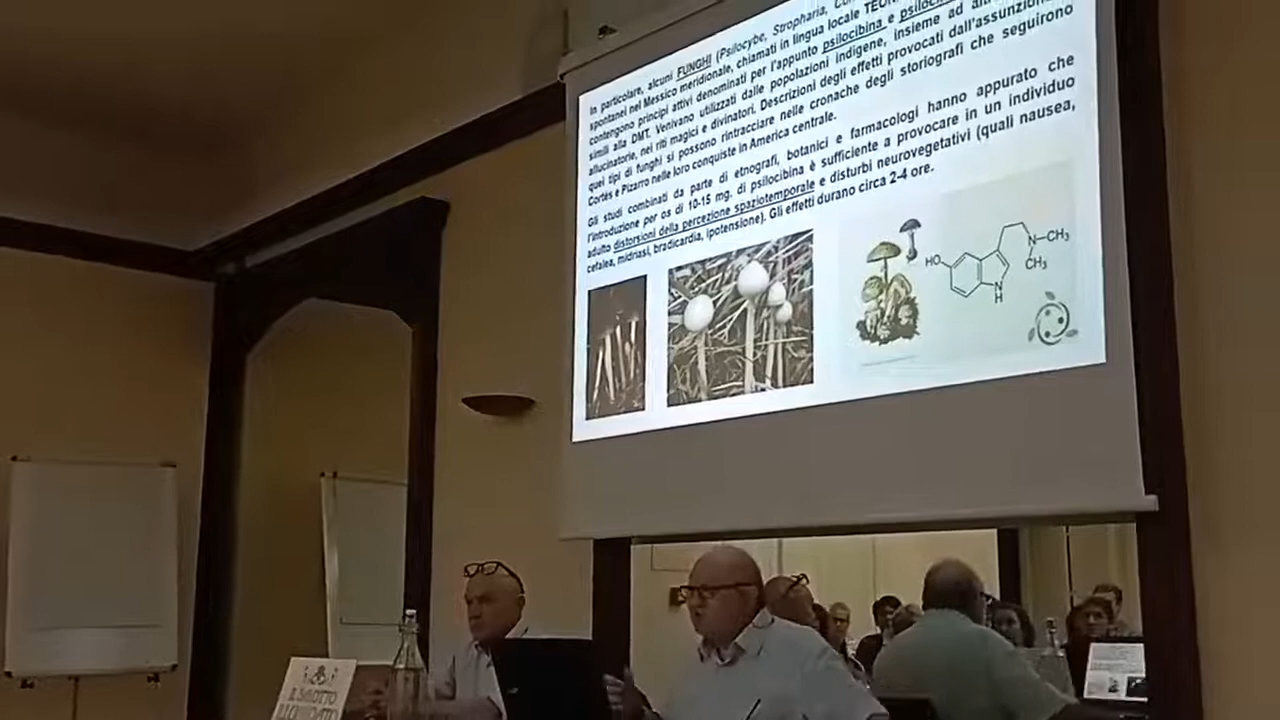 In particolare, alcuni FUNGHI (Psilocybe, Stropharia,
spontanei nel Messico meridionale, chiamati in lingua locale
contengono principi attivi denominati per l'appunto psilocibina e
simili alla DMT. Venivano utilizzati dalle popolazioni indigene, insieme ad
allucinatorie, nei riti magici e divinatori. Descrizioni degli effetti provocati dall'assunzione
quei tipi di funghi si possono rintracciare nelle cronache degli storiografi che seguirono
Cortés e Pizarro nelle loro conquiste in America centrale.
Gli studi combinati da parte di etnografi, botanici e farmacologi hanno appurato che
l'introduzione per os di 10-15 mg. di psilocibina è sufficiente a provocare in un individuo
adulto distorsioni della percezione spaziotemporale e disturbi neurovegetativi (quali nausea,
cefalea, midriasi, bradicardia, ipotensione). Gli effetti durano circa 2-4 ore.
HO
N
CH3
CH3
N
H
IL SALOTTO